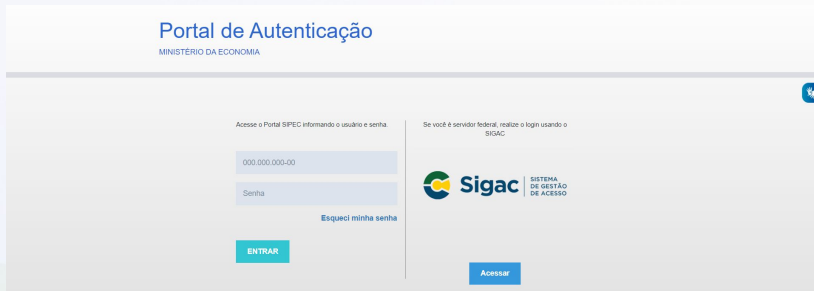 Portal de Autenticação
MINISTÉRIO DA ECONOMIA
Acesse o Portal SIPEC informando o usuário e senha
000.000.000-00
Senha
Esqueci minha senha
ENTRAR
Se você é servidor federal, realize o login usando o
SIGAC
Sigac
SISTEMA
DE GESTÃO
DE ACESSO
Acessar